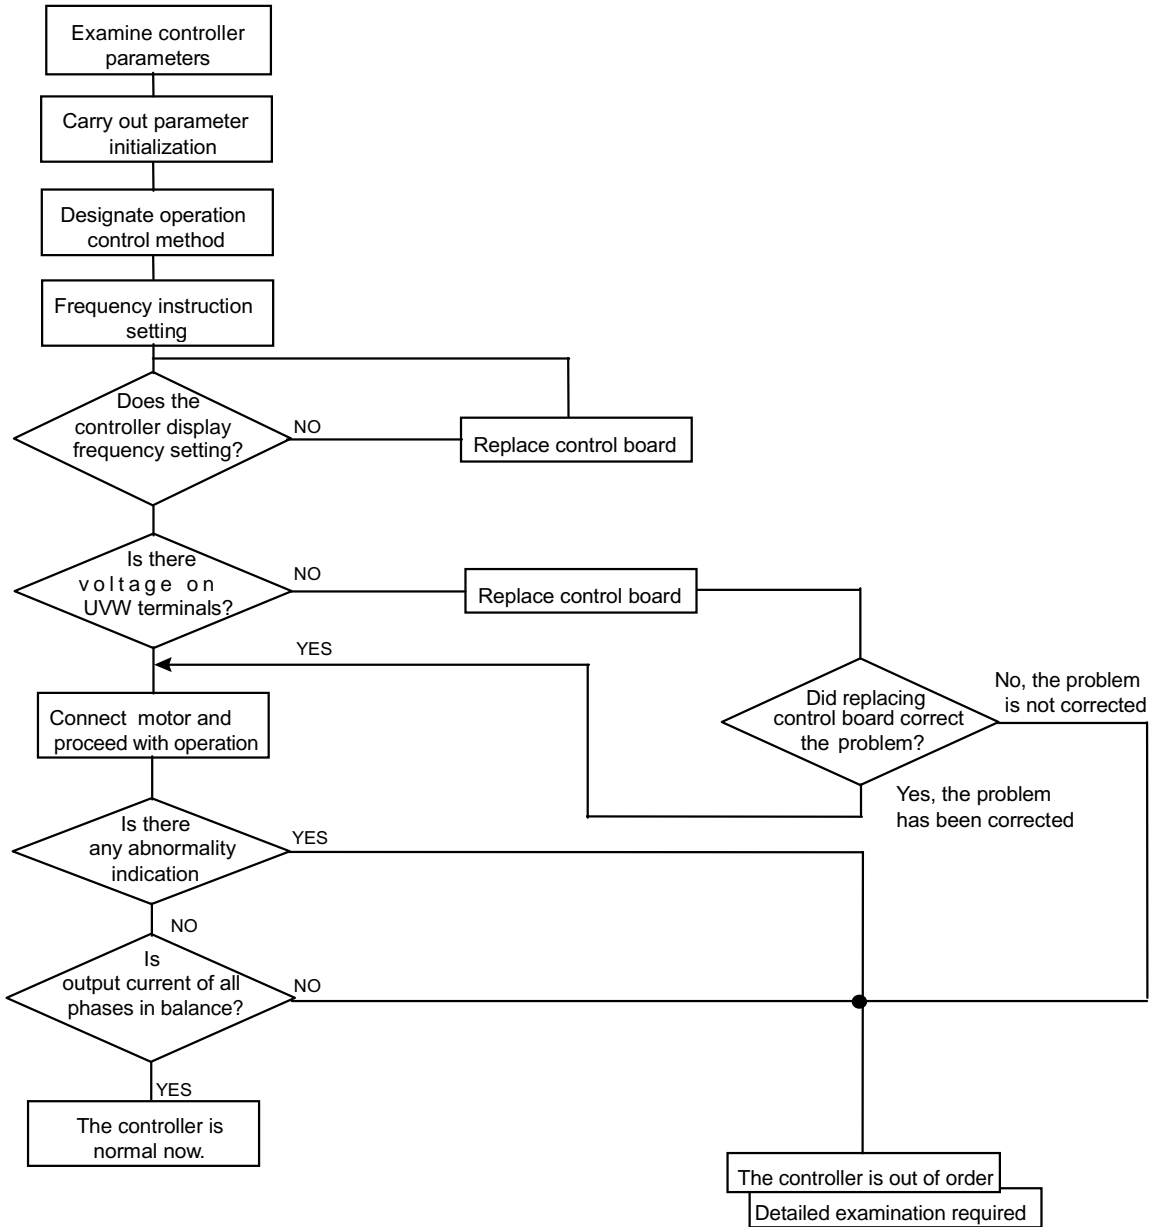 Examine controller
parameters
Carry out parameter
initialization
Designate operation
control method
Frequency instruction
setting
Does the
controller display
frequency setting?
NO
Replace control board
Is there
voltage on
UVW terminals?
NO
Replace control board
YES
Did replacing
control board correct
the problem?
No, the problem
is not corrected
Connect motor and
proceed with operation
Yes, the problem
has been corrected
Is there
any abnormality
indication
YES
NO
Is
output current of all
phases in balance?
NO
YES
The controller is
normal now.
The controller is out of order
Detailed examination required